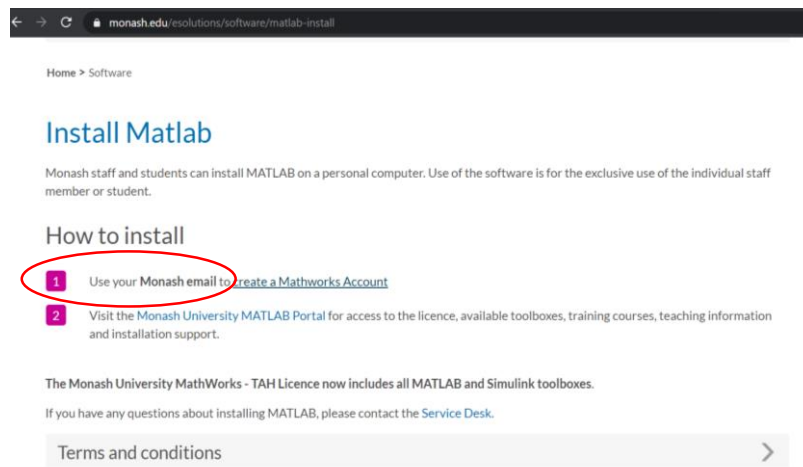 monash.edu/esolutions/software/matlab-install
Home > Software
Install Matlab
Monash staff and students can install MATLAB on a personal computer. Use of the software is for the exclusive use of the individual staff
member or student.
How to install
1 Use your Monash email to create a Mathworks Account
2 Visit the Monash University MATLAB Portal for access to the licence, available toolboxes, training courses, teaching information
and installation support.
The Monash University MathWorks - TAH Licence now includes all MATLAB and Simulink toolboxes.
If you have any questions about installing MATLAB, please contact the Service Desk.
Terms and conditions